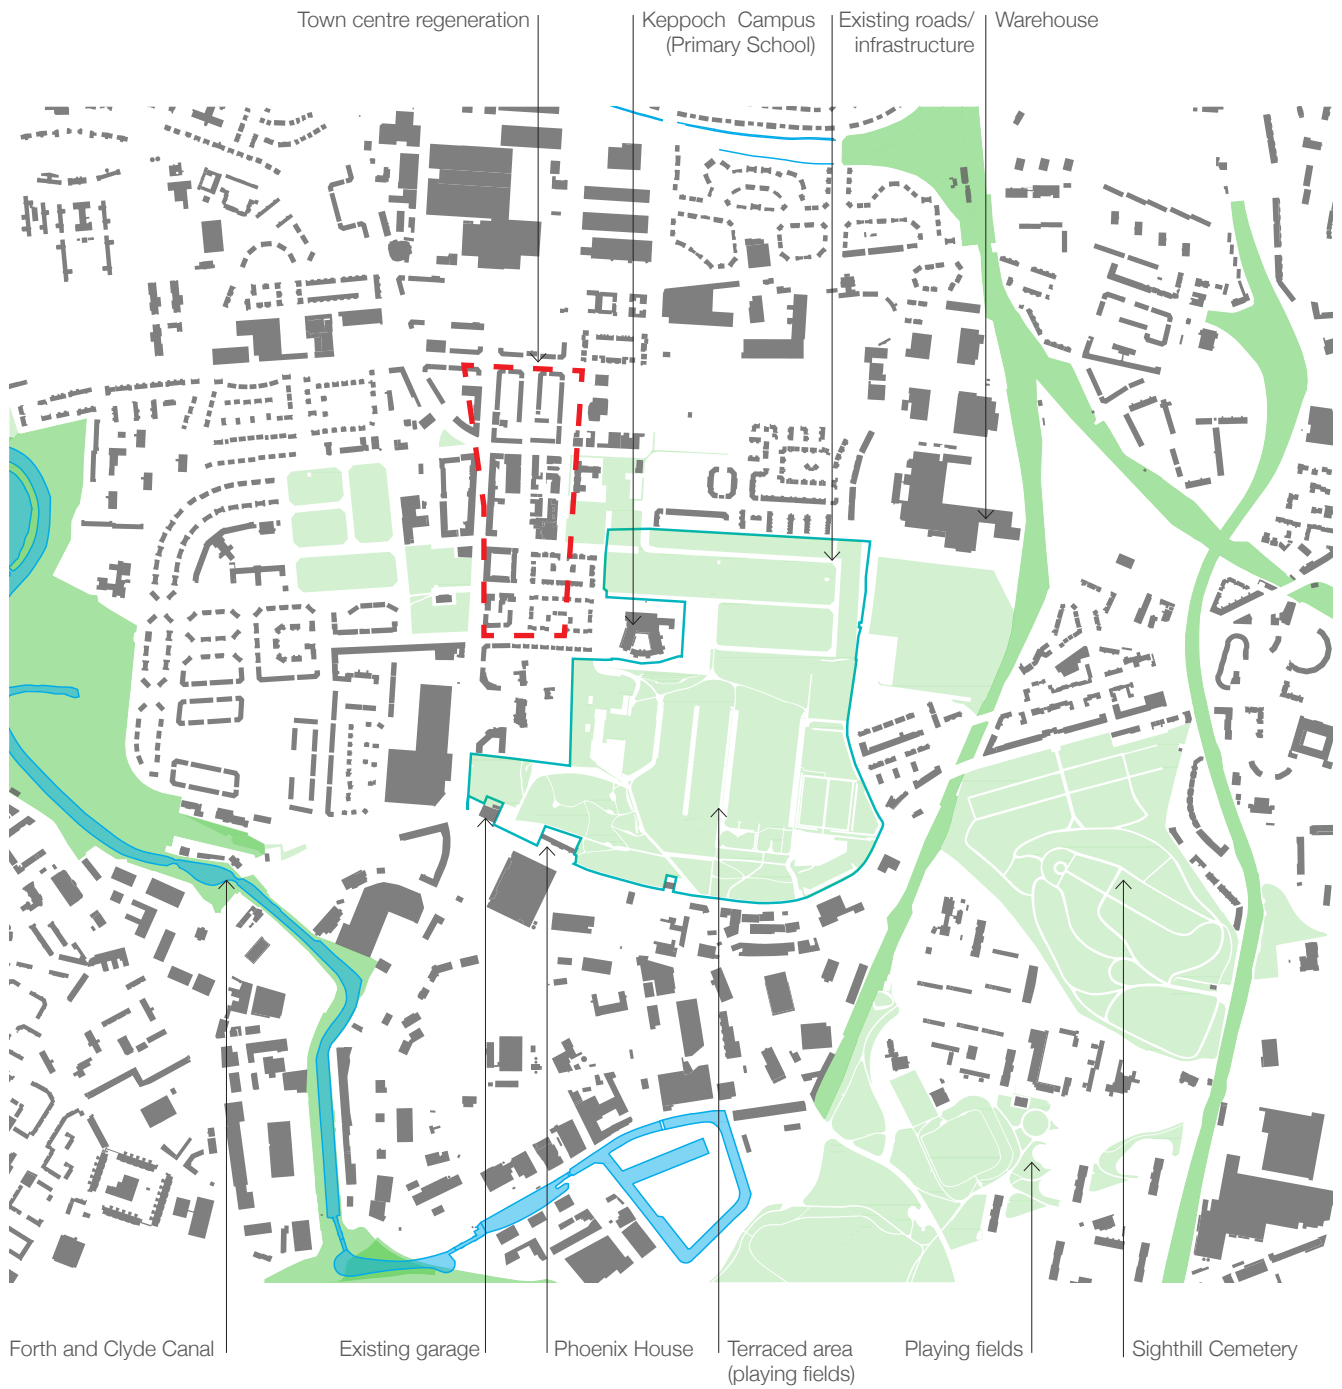 Town centre regeneration
Keppoch Campus
(Primary School)
Existing roads/
infrastructure
Warehouse
Forth and Clyde Canal
Existing garage
Phoenix House
Terraced area
(playing fields)
Playing fields
Sighthill Cemetery